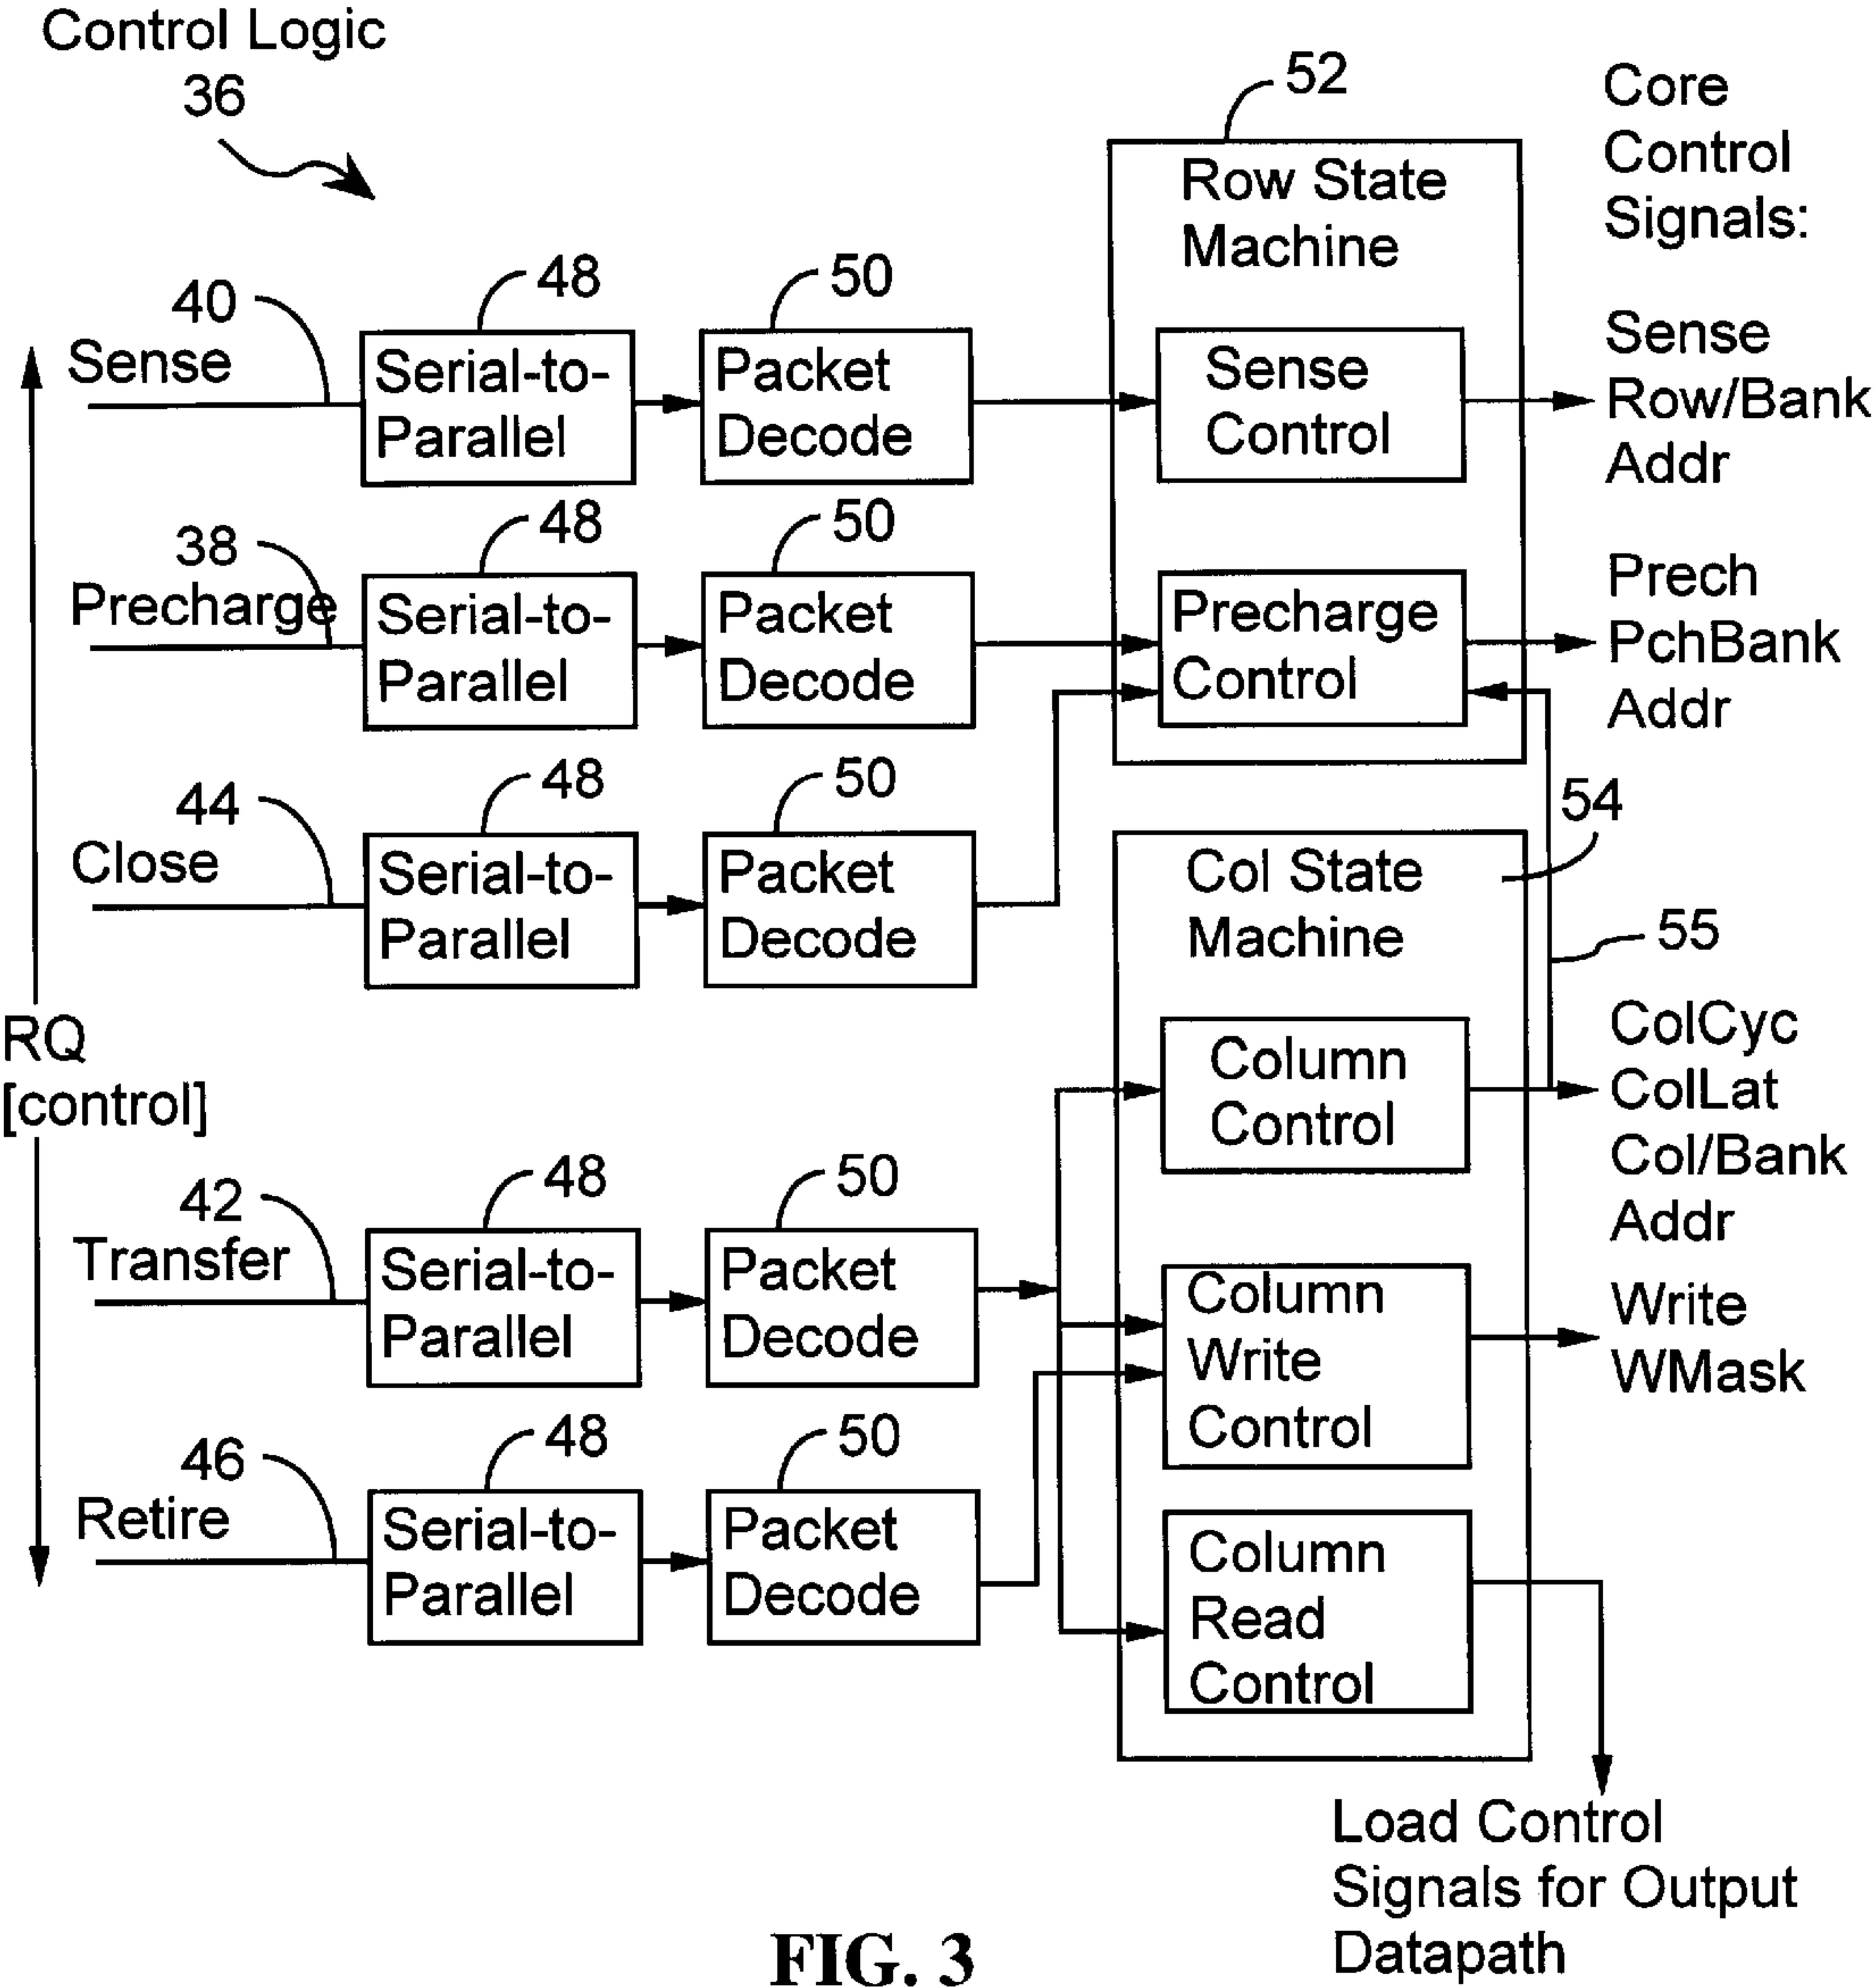 Control Logic
36
52
Core
Control
Signals:
Row State
Machine
40
48
50
Sense
Serial-to-
Parallel
Packet
Decode
Sense
Control
Sense
Row/Bank
Addr
38
48
50
Precharge
Serial-to-
Parallel
Packet
Decode
Precharge
Control
Prech
PchBank
Addr
44
48
50
Close
Serial-to-
Parallel
Packet
Decode
54
Col State
Machine
55
RQ
[control]
Column
Control
ColCyc
ColLat
Col/Bank
Addr
42
48
50
Transfer
Serial-to-
Parallel
Packet
Decode
Column
Write
Control
Write
WMask
46
48
50
Retire
Serial-to-
Parallel
Packet
Decode
Column
Read
Control
Load Control
Signals for Output
Datapath
FIG. 3